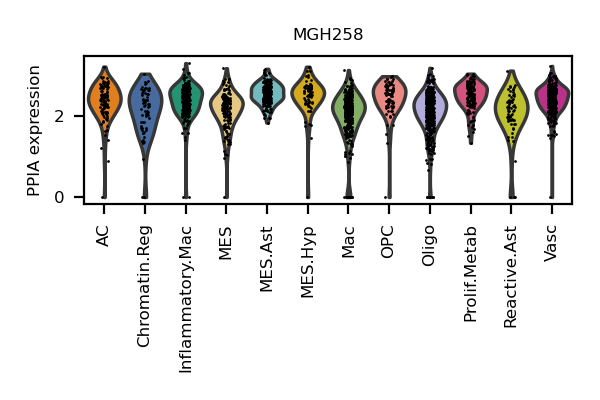 MGH258
PPIA expression
2
0
AC
Chromatin.Reg
Inflammatory.Mac
MES
MES.Ast
MES.Hyp
Mac
OPC
Oligo
Prolif.Metab
Reactive.Ast
Vasc